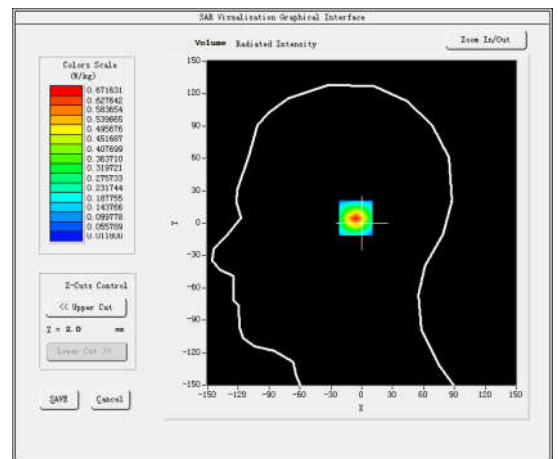 SAR Visualisation Graphical Interface
Volume Radiated Intensity
Zoom In/Out
Colors Scale
(W/kg)
0.671631
0.627642
0.583654
0.539665
0.495676
0.451687
0.407699
0.363710
0.319721
0.275733
0.231744
0.187755
0.143766
0.099778
0.055789
0.011800
Z-Cuts Control
<< Upper Cut
Z = 2.0 mm
Lower Cut >>
SAVE
Cancel
150
120
90
60
30
0
-30
-60
-90
-120
-150
Y
-150 -120 -90 -60 -30 0 30 60 90 120 150
X